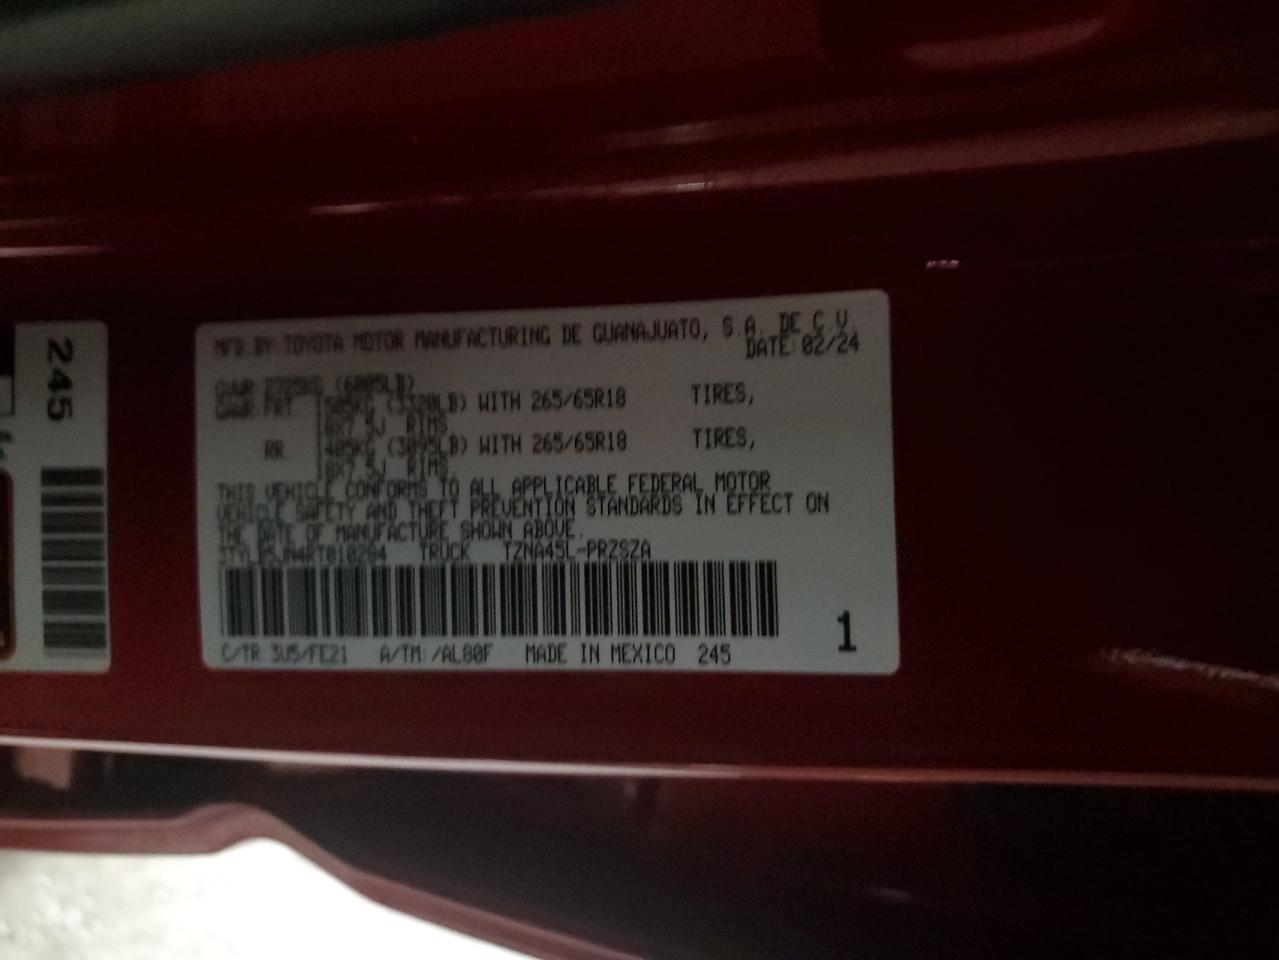 245
MFD.BY:TOYOTA MOTOR MANUFACTURING DE GUANAJUATO, S.A. DE C.V.
DATE:02/24
GVWR 2725KG (6005LB)
GAWR FRT 1505KG (3320LB) WITH 265/65R18 TIRES,
18X7.5J RIMS,
RR 1405KG (3095LB) WITH 265/65R18 TIRES,
18X7.5J RIMS,
THIS VEHICLE CONFORMS TO ALL APPLICABLE FEDERAL MOTOR
VEHICLE SAFETY AND THEFT PREVENTION STANDARDS IN EFFECT ON
THE DATE OF MANUFACTURE SHOWN ABOVE.
TRUCK TZNA45L-PRZSZA
C/TR:3U5/FE21 A/TM:/AL80F MADE IN MEXICO 245
1